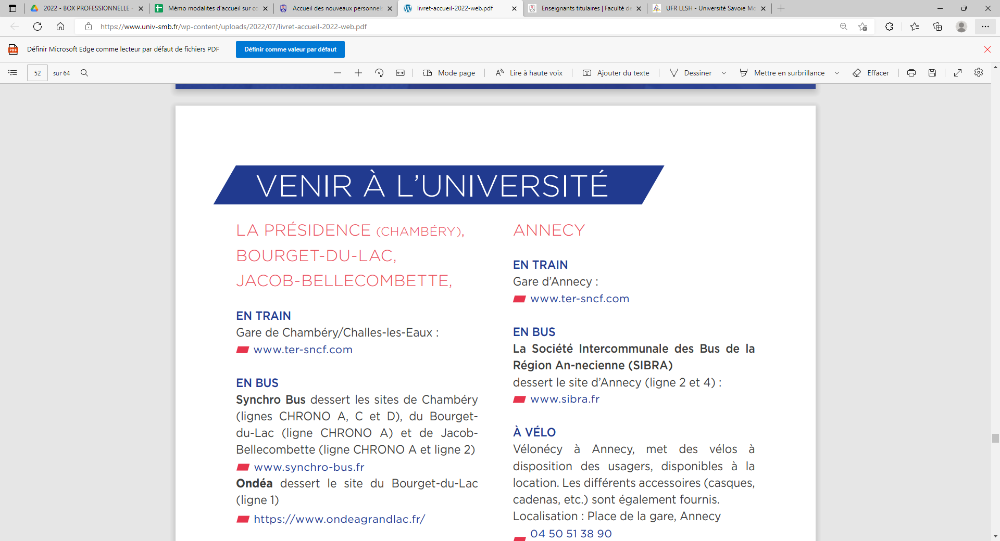 2022 - BOX PROFESSIONNELLE -
Mémo modalites d'accueil sur co
Accueil des nouveaux personnels
livret-accueil-2022-web.pdf
Enseignants titulaires | Faculté de
UFR LLSH - Université Savoie Mo
https://www.univ-smb.fr/wp-content/uploads/2022/07/livret-accueil-2022-web.pdf
Définir Microsoft Edge comme lecteur par défaut de fichiers PDF
Définir comme valeur par défaut
52 sur 64
Mode page
Lire à haute voix
Ajouter du texte
Dessiner
Mettre en surbrillance
Effacer
VENIR À L'UNIVERSITÉ
LA PRÉSIDENCE (CHAMBÉRY),
BOURGET-DU-LAC,
JACOB-BELLECOMBETTE,
EN TRAIN
Gare de Chambéry/Challes-les-Eaux :
www.ter-sncf.com
EN BUS
Synchro Bus dessert les sites de Chambéry
(lignes CHRONO A, C et D), du Bourget-
du-Lac (ligne CHRONO A) et de Jacob-
Bellecombette (ligne CHRONO A et ligne 2)
www.synchro-bus.fr
Ondéa dessert le site du Bourget-du-Lac
(ligne 1)
https://www.ondeagrandlac.fr/
ANNECY
EN TRAIN
Gare d'Annecy :
www.ter-sncf.com
EN BUS
La Société Intercommunale des Bus de la
Région An-necienne (SIBRA)
dessert le site d'Annecy (ligne 2 et 4) :
www.sibra.fr
À VÉLO
Vélonécy à Annecy, met des vélos à
disposition des usagers, disponibles à la
location. Les différents accessoires (casques,
cadenas, etc.) sont également fournis.
Localisation : Place de la gare, Annecy
04 50 51 38 90